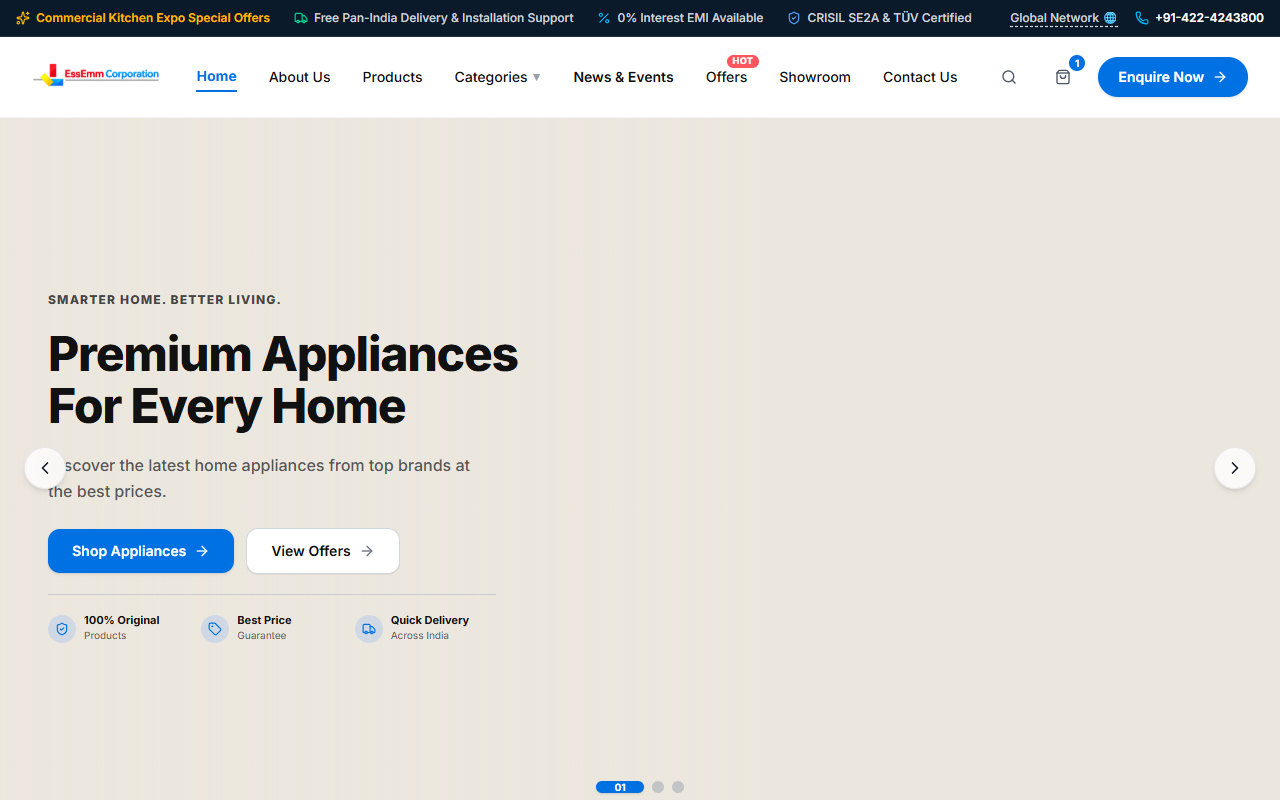 Commercial Kitchen Expo Special Offers
Free Pan-India Delivery & Installation Support
0% Interest EMI Available
CRISIL SE2A & TÜV Certified
Global Network
+91-422-4243800
EssEmm Corporation
Home
About Us
Products
Categories
News & Events
Offers
HOT
Showroom
Contact Us
1
Enquire Now
SMARTER HOME. BETTER LIVING.
Premium Appliances
For Every Home
scover the latest home appliances from top brands at
the best prices.
Shop Appliances
View Offers
100% Original
Products
Best Price
Guarantee
Quick Delivery
Across India
01